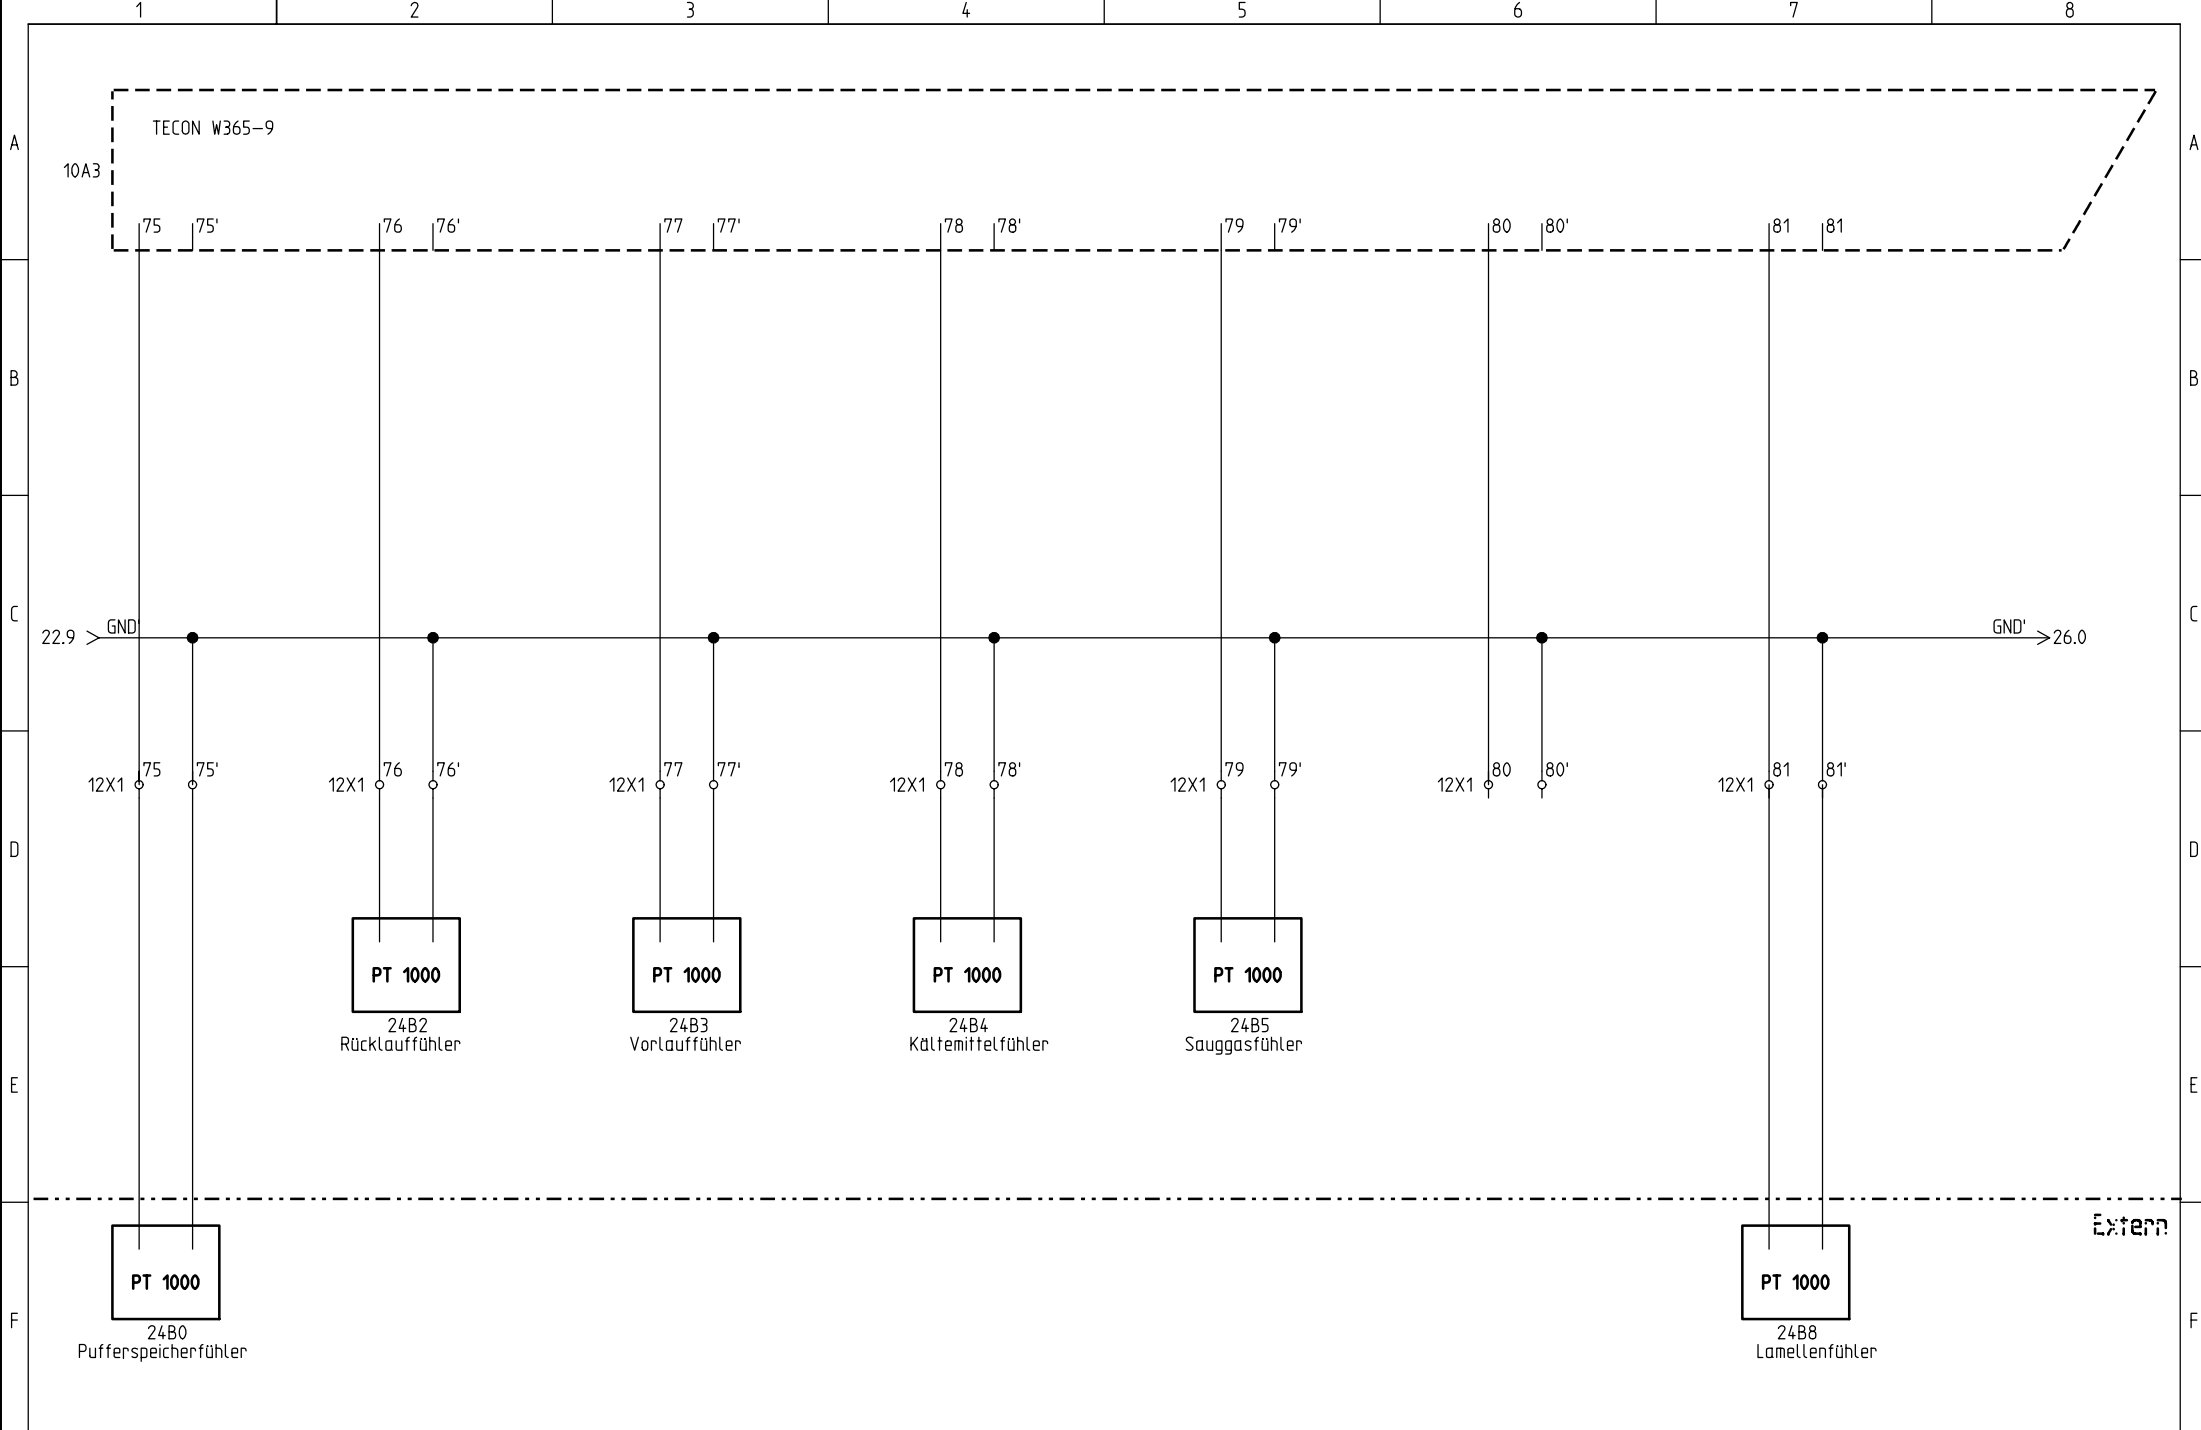 1 2 3 4 5 6 7 8
A A
TECON W365-9
10A3
75 75' 76 76' 77 77' 78 78' 79 79' 80 80' 81 81
B B
C C
GND' GND'
22.9 26.0
75 75' 76 76' 77 77' 78 78' 79 79' 80 80' 81 81'
12X1 12X1 12X1 12X1 12X1 12X1 12X1
D D
PT 1000 PT 1000 PT 1000 PT 1000
24B2 24B3 24B4 24B5
Rücklauffühler Vorlauffühler Kältemittelfühler Sauggasfühler
E E
Extern
PT 1000 PT 1000
F F
24B0 24B8
Pufferspeicherfühler Lamellenfühler